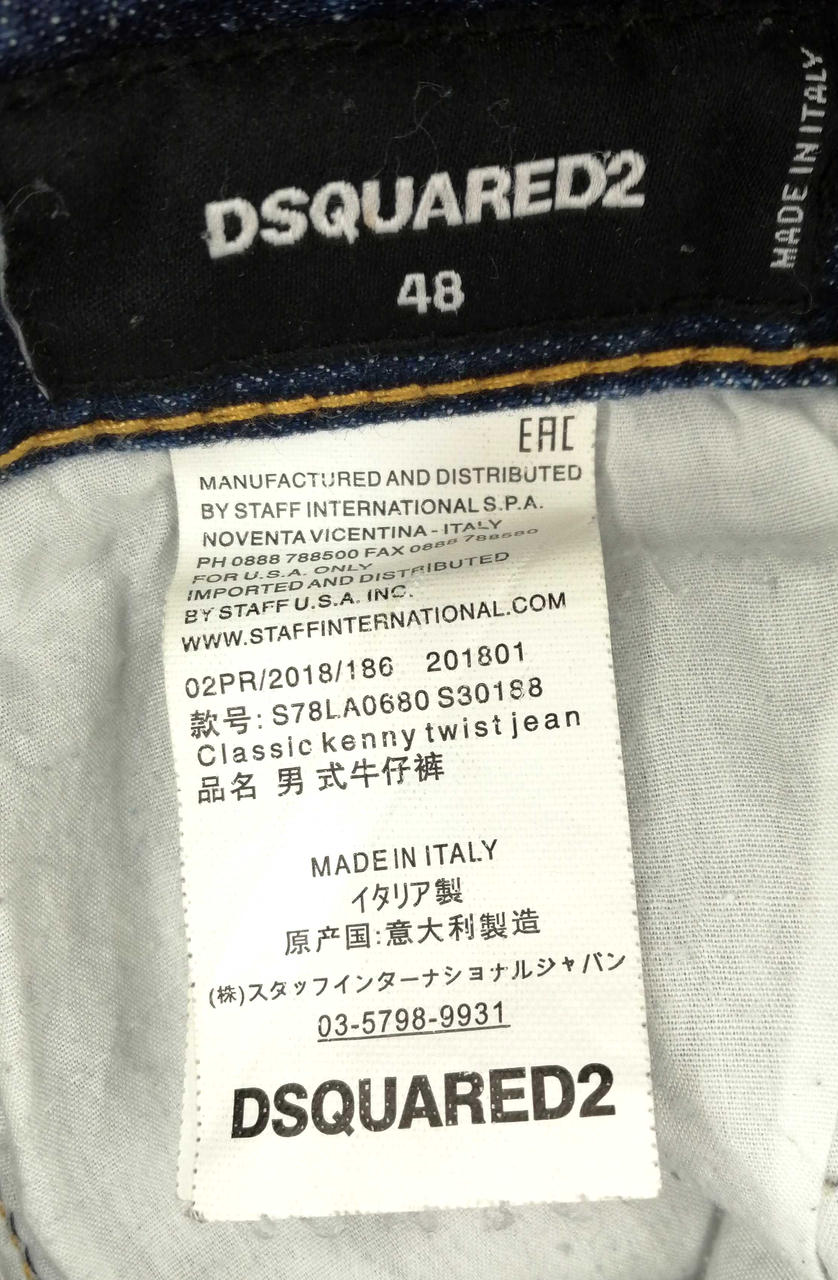 DSQUARED2
48
MADE IN ITALY
EAC
MANUFACTURED AND DISTRIBUTED
BY STAFF INTERNATIONAL S.P.A.
NOVENTA VICENTINA - ITALY
PH 0888 788500 FAX 0888 788580
FOR U.S.A. ONLY
IMPORTED AND DISTRIBUTED
BY STAFF U.S.A. INC.
WWW.STAFFINTERNATIONAL.COM
02PR/2018/186 201801
款号: S78LA0680 S30188
Classic kenny twist jean
品名 男 式牛仔裤
MADE IN ITALY
イタリア製
原产国:意大利製造
(株)スタッフインターナショナルジャパン
03-5798-9931
DSQUARED2